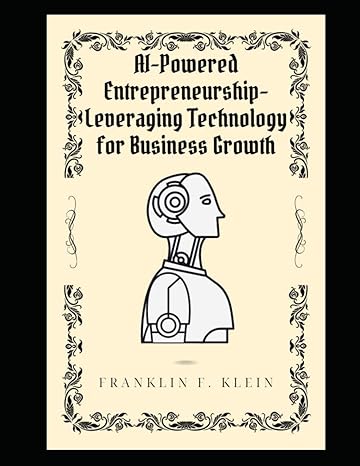 AI-Powered
Entrepreneurship-
Leveraging Technology
for Business Growth
FRANKLIN F. KLEIN